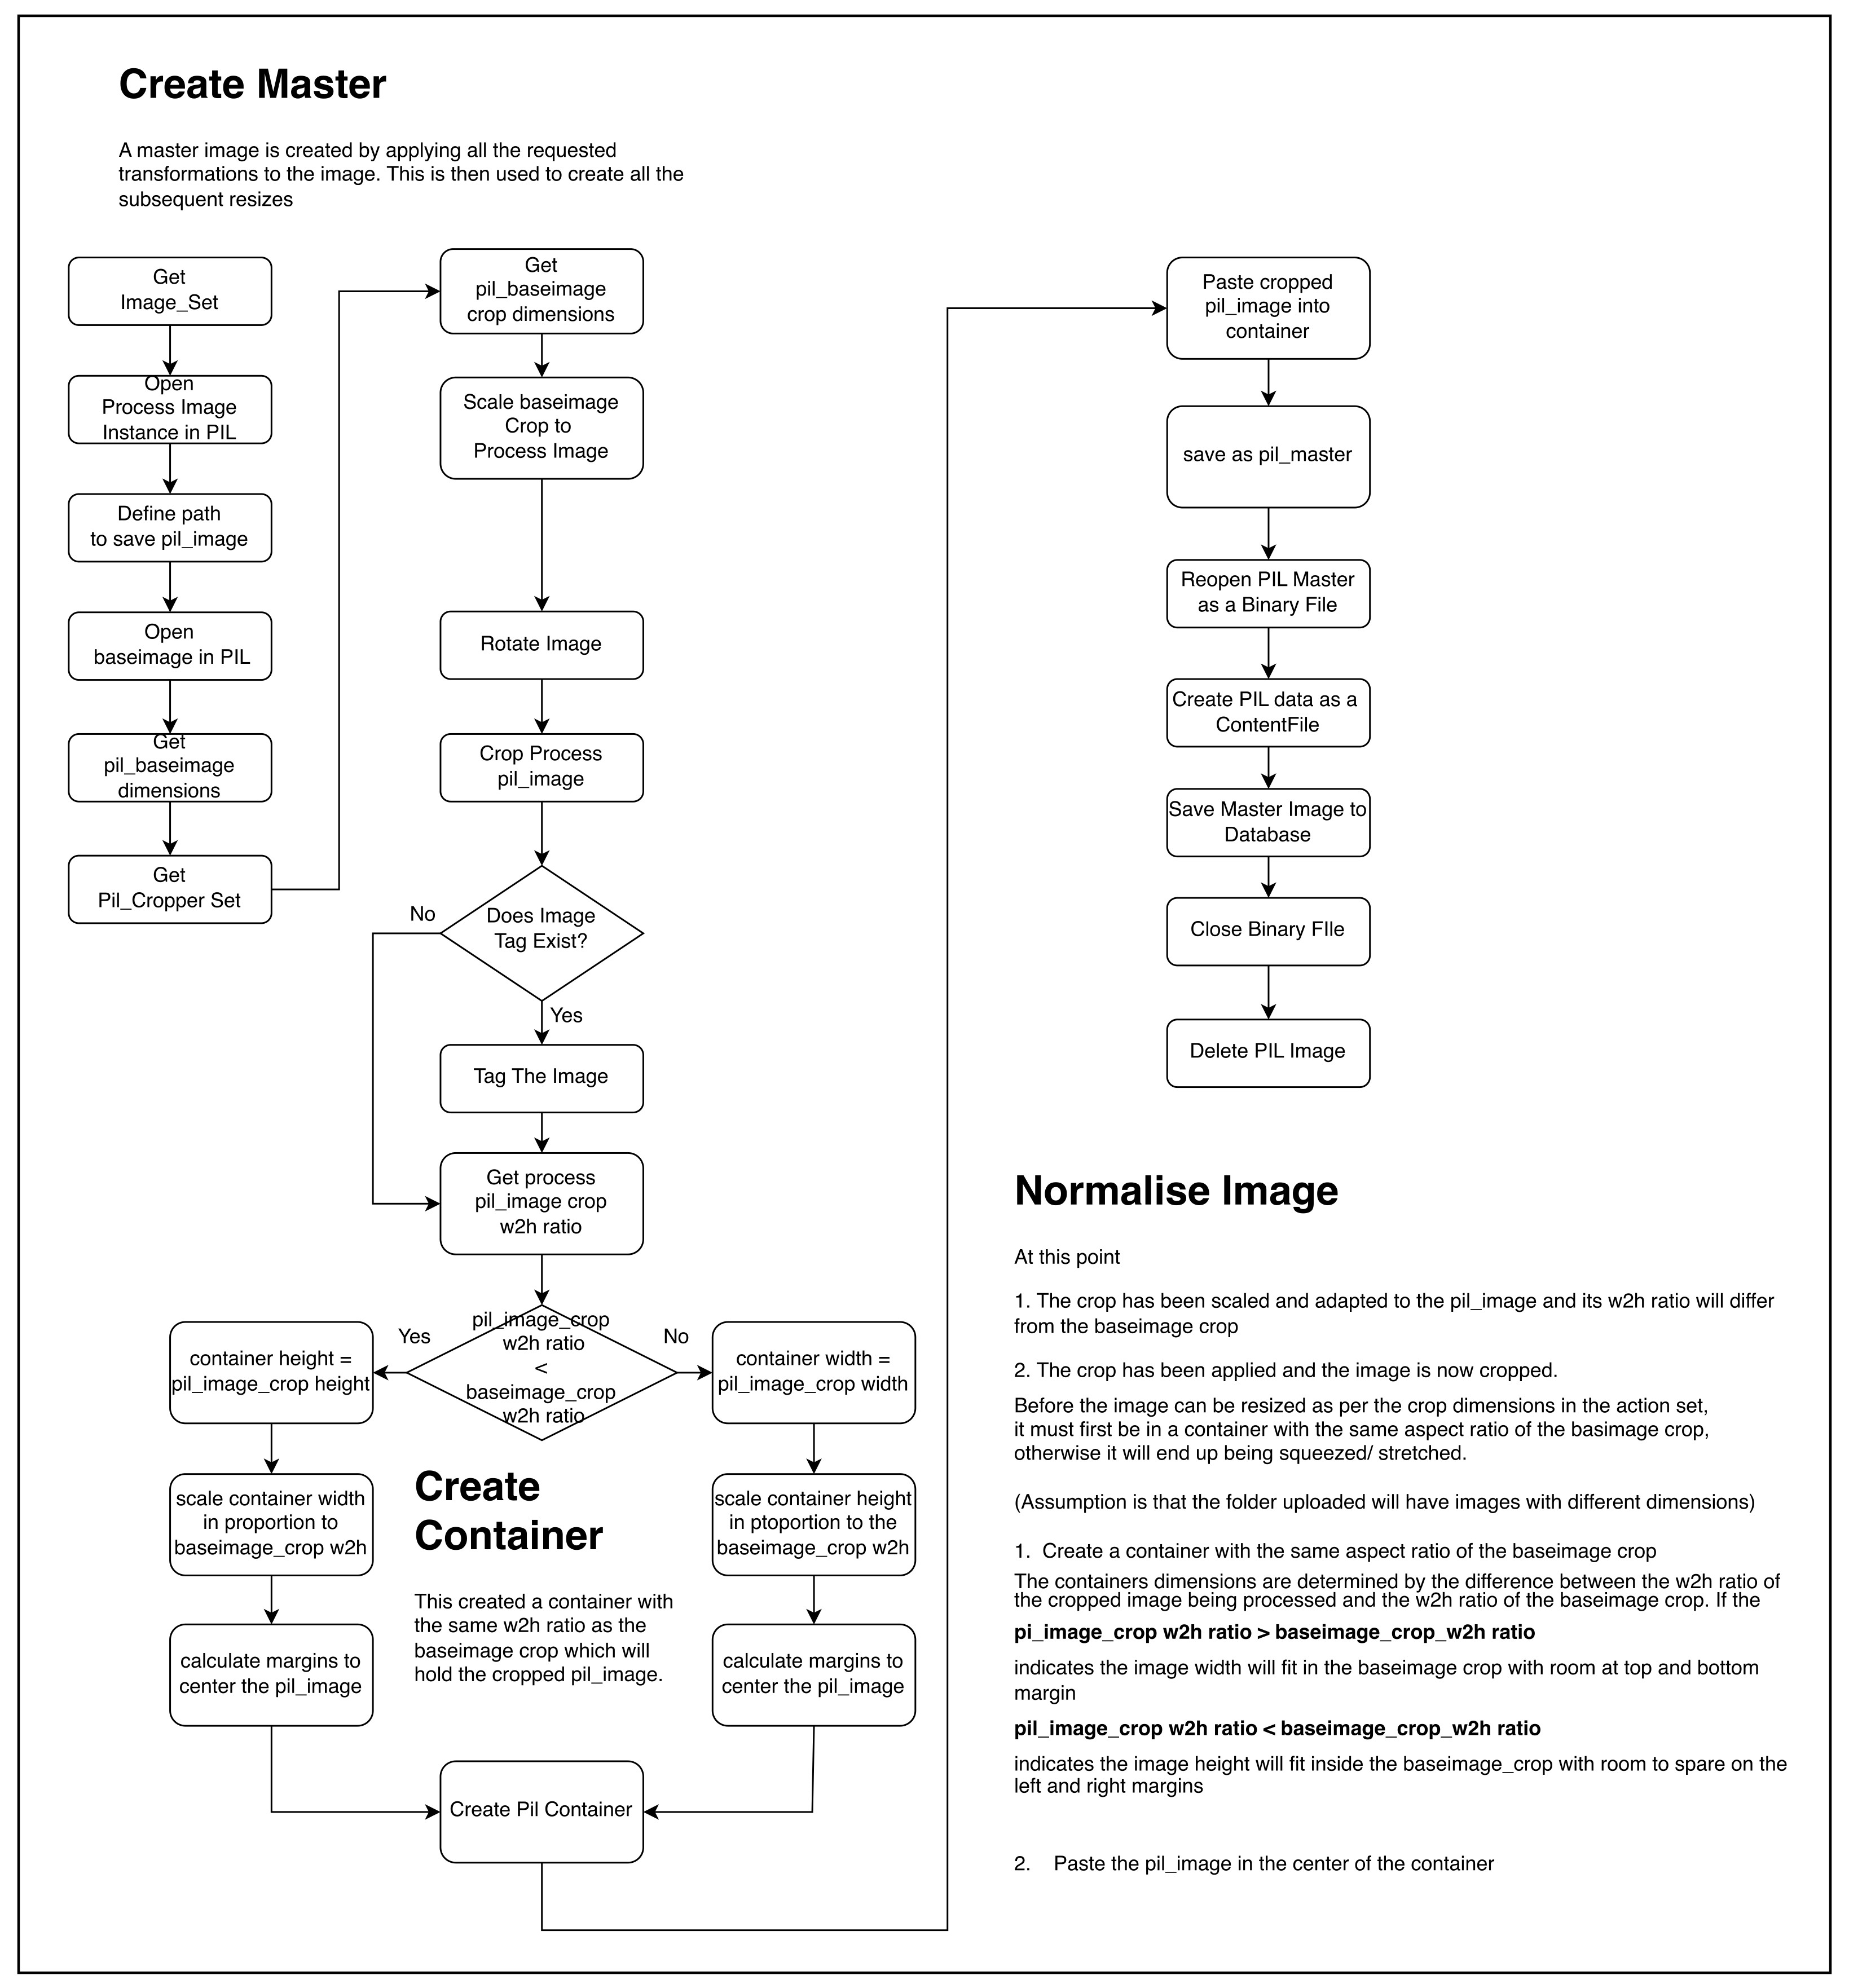 Create Master
A master image is created by applying all the requested
transformations to the image. This is then used to create all the
subsequent resizes
Get
Image_Set
Open
Process Image
Instance in PIL
Define path
to save pil_image
Open
baseimage in PIL
Get
pil_baseimage
dimensions
Get
Pil_Cropper Set
Get
pil_baseimage
crop dimensions
Scale baseimage
Crop to
Process Image
Rotate Image
Crop Process
pil_image
Does Image
Tag Exist?
No
Yes
Tag The Image
Get process
pil_image crop
w2h ratio
pil_image_crop
w2h ratio
<
baseimage_crop
w2h ratio
Yes
No
container height =
pil_image_crop height
scale container width
in proportion to
baseimage_crop w2h
calculate margins to
center the pil_image
container width =
pil_image_crop width
scale container height
in ptoportion to the
baseimage_crop w2h
calculate margins to
center the pil_image
Create
Container
This created a container with
the same w2h ratio as the
baseimage crop which will
hold the cropped pil_image.
Create Pil Container
Paste cropped
pil_image into
container
save as pil_master
Reopen PIL Master
as a Binary File
Create PIL data as a
ContentFile
Save Master Image to
Database
Close Binary FIle
Delete PIL Image
Normalise Image
At this point
1. The crop has been scaled and adapted to the pil_image and its w2h ratio will differ
from the baseimage crop
2. The crop has been applied and the image is now cropped.
Before the image can be resized as per the crop dimensions in the action set,
it must first be in a container with the same aspect ratio of the basimage crop,
otherwise it will end up being squeezed/ stretched.
(Assumption is that the folder uploaded will have images with different dimensions)
1. Create a container with the same aspect ratio of the baseimage crop
The containers dimensions are determined by the difference between the w2h ratio of
the cropped image being processed and the w2h ratio of the baseimage crop. If the
pi_image_crop w2h ratio > baseimage_crop_w2h ratio
indicates the image width will fit in the baseimage crop with room at top and bottom
margin
pil_image_crop w2h ratio < baseimage_crop_w2h ratio
indicates the image height will fit inside the baseimage_crop with room to spare on the
left and right margins
2. Paste the pil_image in the center of the container